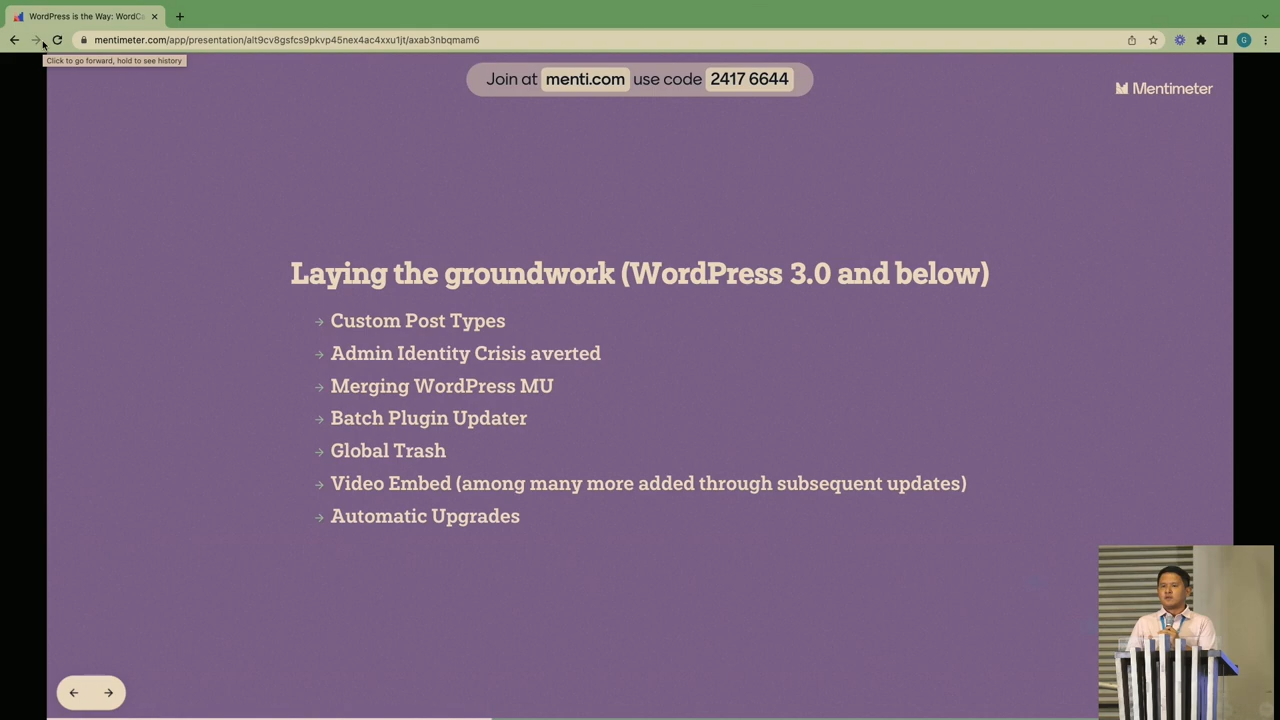 WordPress is the Way: WordCa
mentimeter.com/app/presentation/alt9cv8gsfcs9pkvp45nex4ac4xxu1jt/axab3nbqmam6
G
Click to go forward, hold to see history
Join at menti.com use code 2417 6644
Mentimeter
Laying the groundwork (WordPress 3.0 and below)
→ Custom Post Types
→ Admin Identity Crisis averted
→ Merging WordPress MU
→ Batch Plugin Updater
→ Global Trash
→ Video Embed (among many more added through subsequent updates)
→ Automatic Upgrades